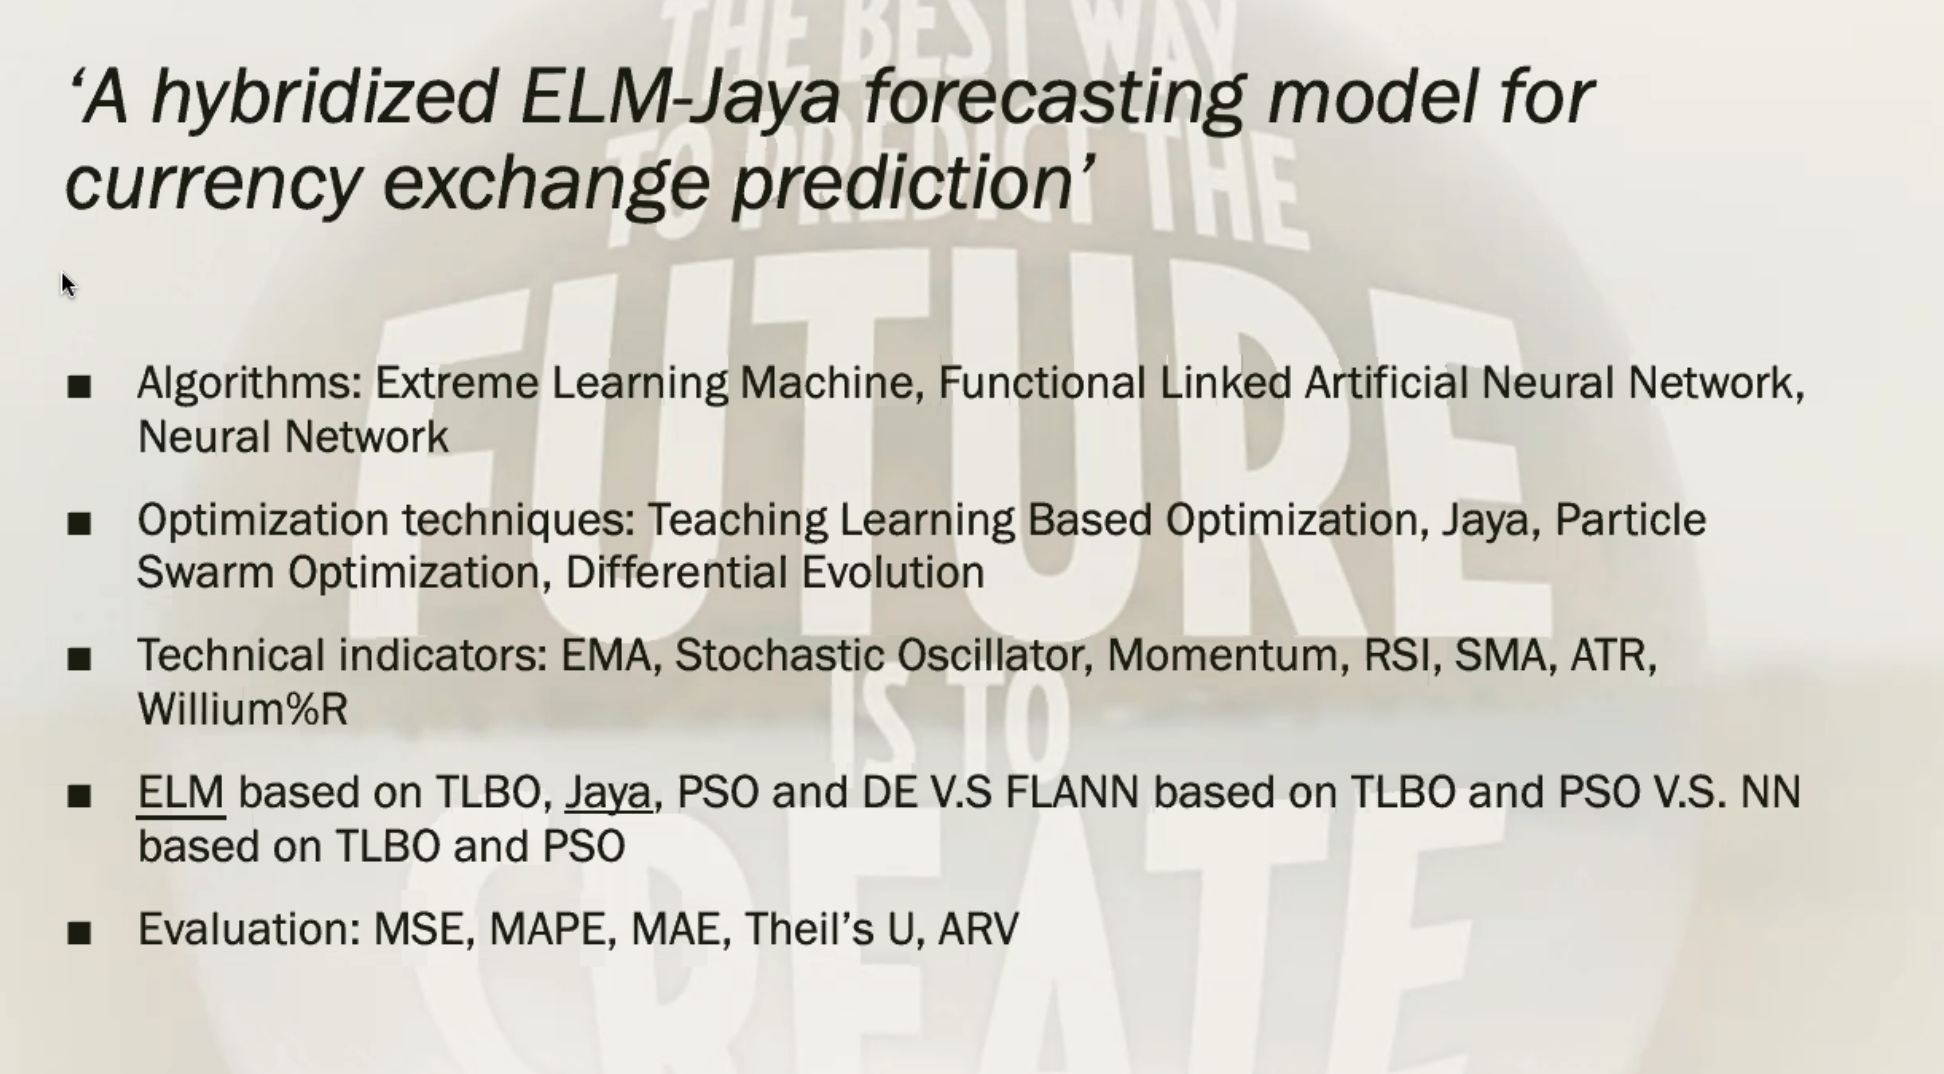 THE BEST WAY
TO PREDICT THE
FUTURE
IS TO
CREATE
‘A hybridized ELM-Jaya forecasting model for
currency exchange prediction’
■ Algorithms: Extreme Learning Machine, Functional Linked Artificial Neural Network,
Neural Network
■ Optimization techniques: Teaching Learning Based Optimization, Jaya, Particle
Swarm Optimization, Differential Evolution
■ Technical indicators: EMA, Stochastic Oscillator, Momentum, RSI, SMA, ATR,
Willium%R
■ ELM based on TLBO, Jaya, PSO and DE V.S FLANN based on TLBO and PSO V.S. NN
based on TLBO and PSO
■ Evaluation: MSE, MAPE, MAE, Theil’s U, ARV